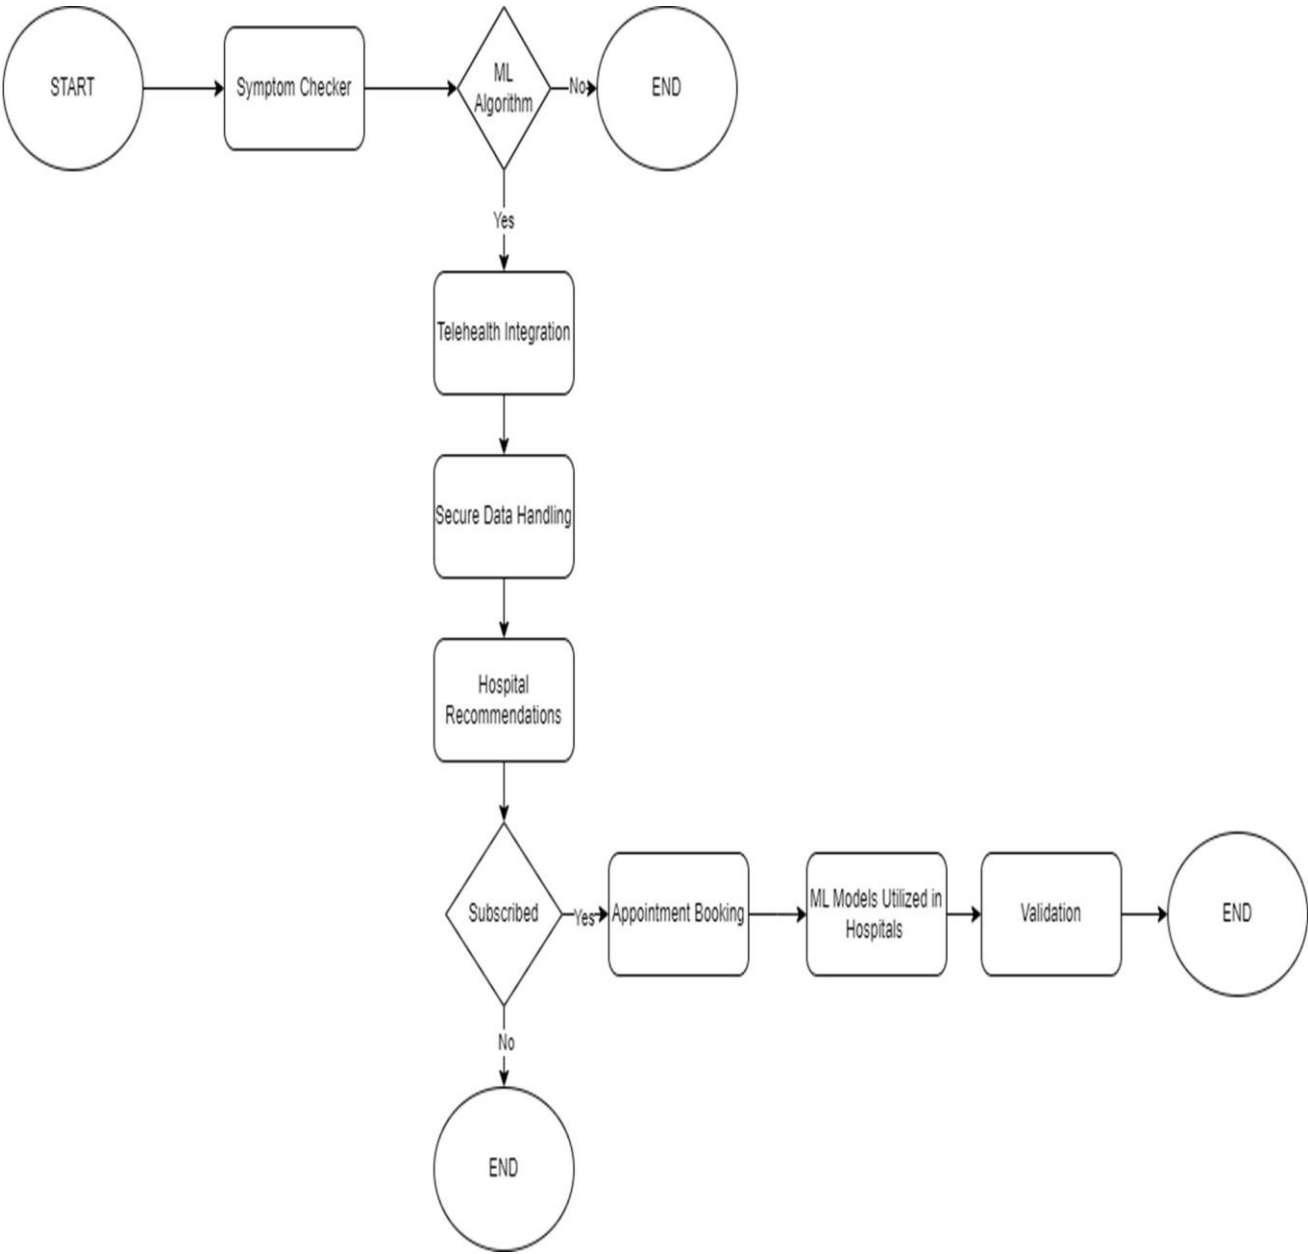 START
Symptom Checker
ML
Algorithm
No
END
Yes
Telehealth Integration
Secure Data Handling
Hospital
Recommendations
Subscribed
Yes
Appointment Booking
ML Models Utilized in
Hospitals
Validation
END
No
END